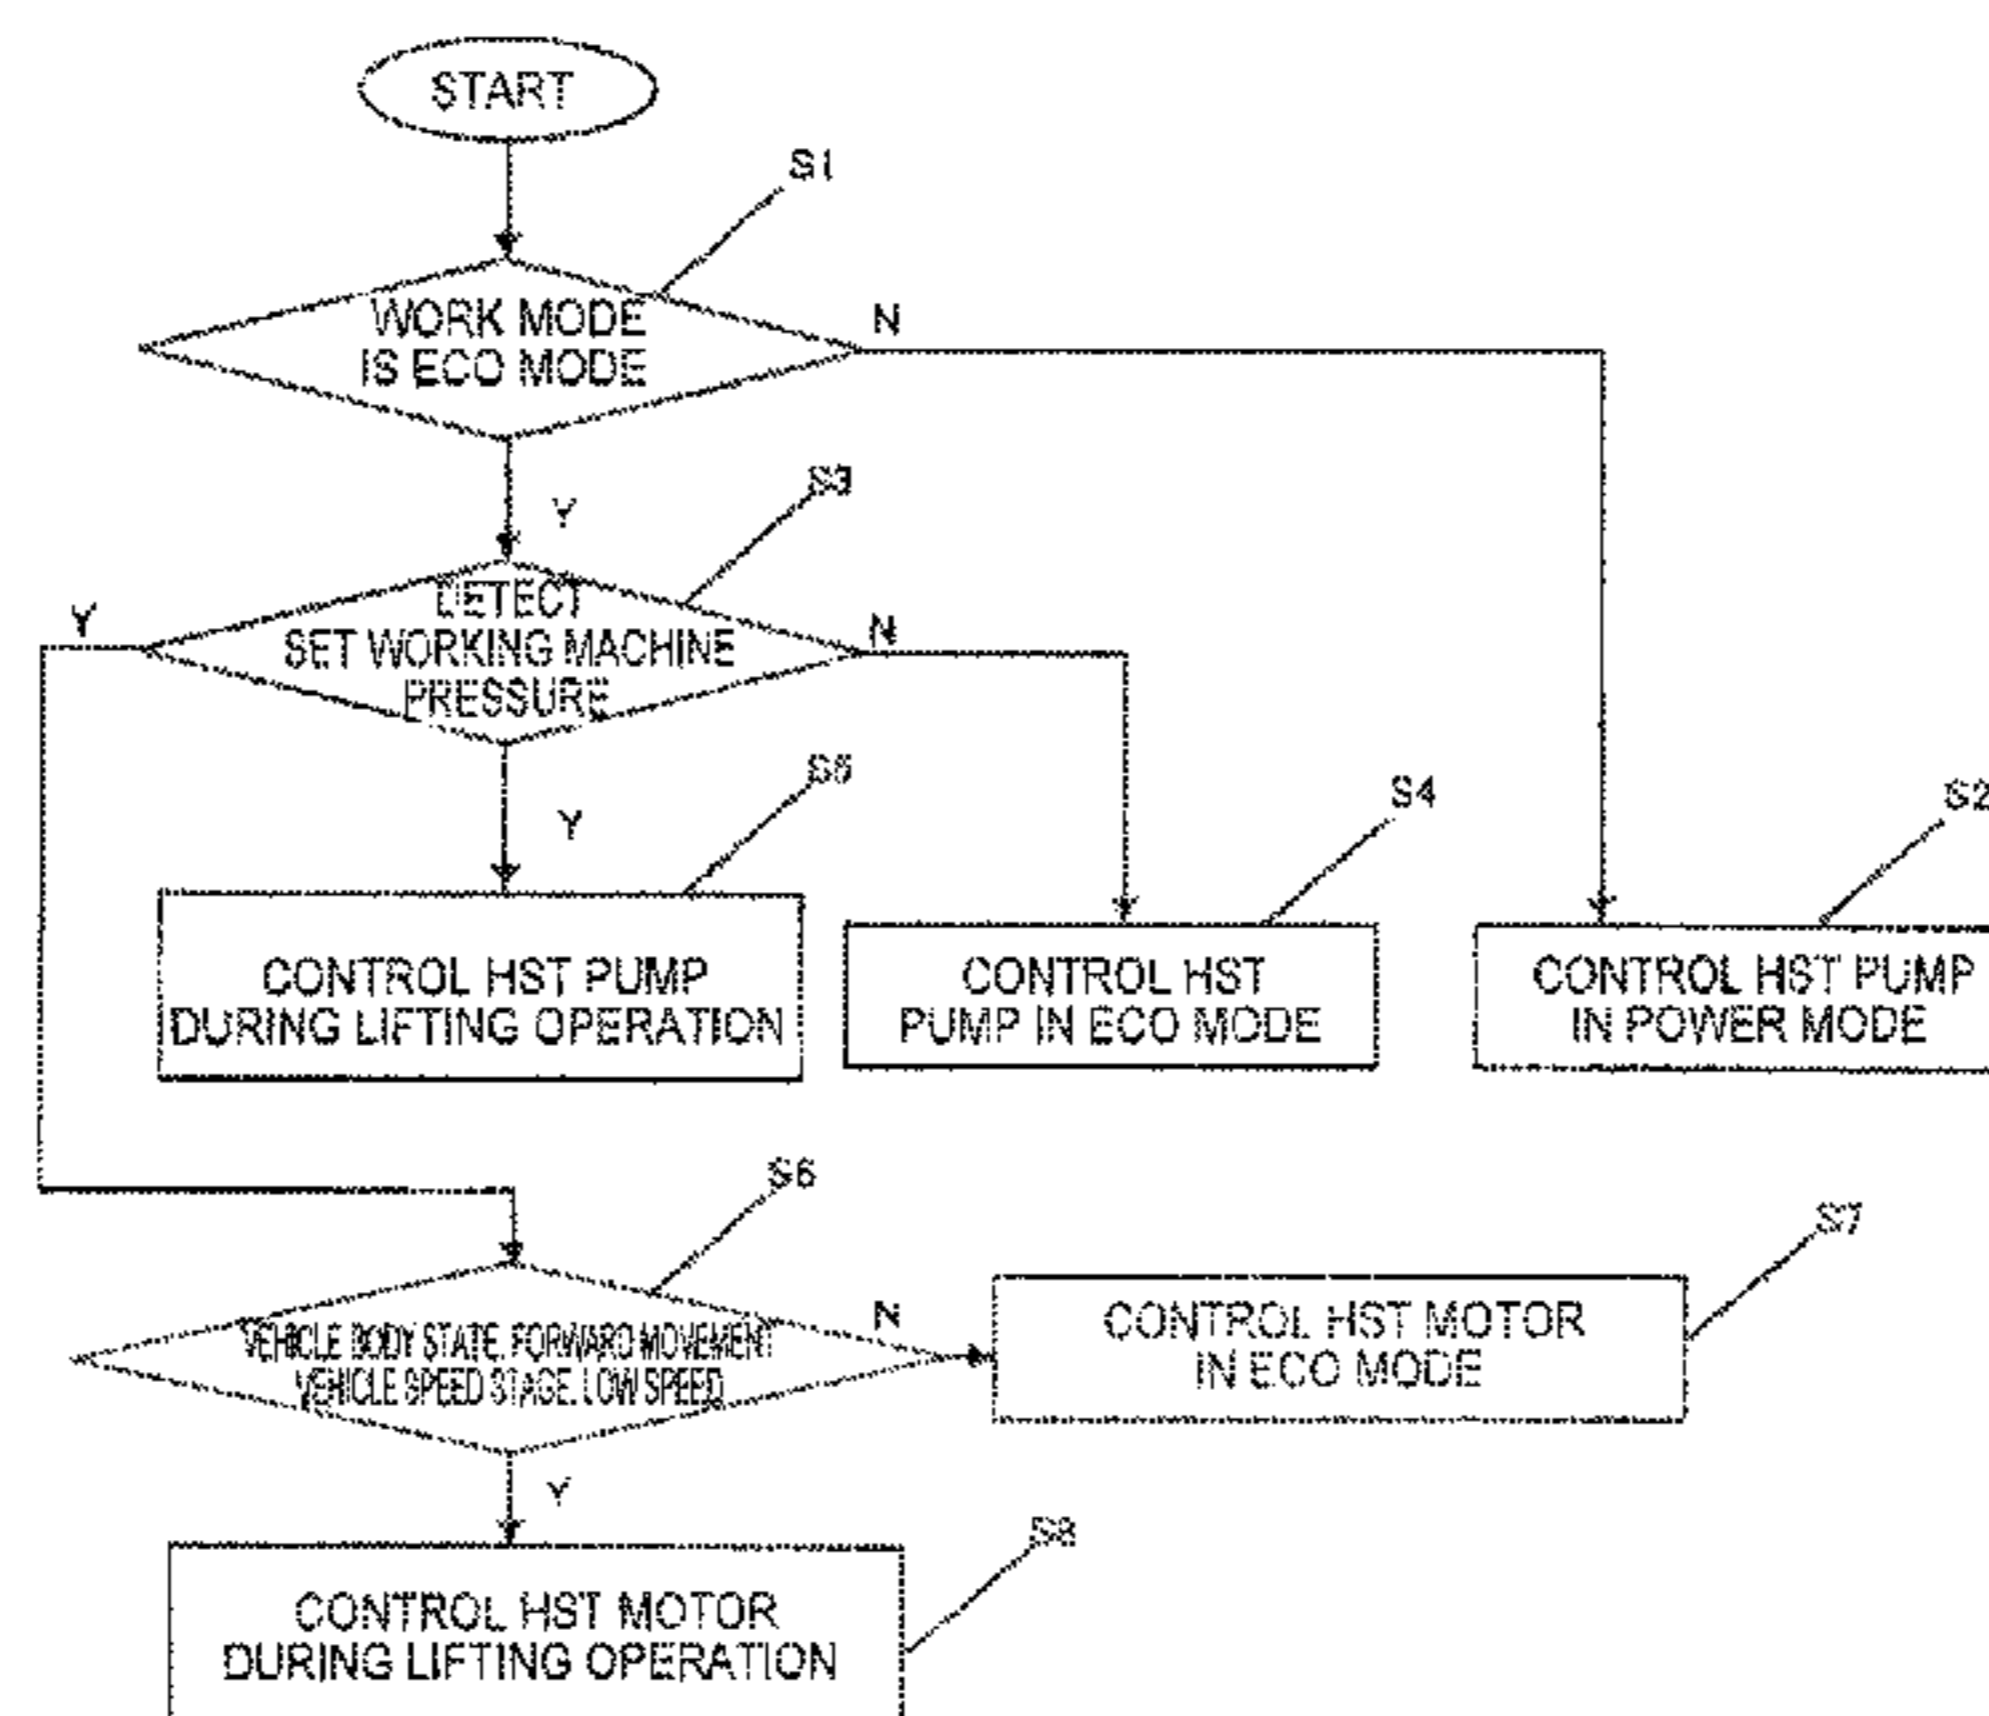 START
S1
WORK MODE
IS ECO MODE
N
Y
S3
DETECT
SET WORKING MACHINE
PRESSURE
Y
N
Y
S5
S4
S2
CONTROL HST PUMP
DURING LIFTING OPERATION
CONTROL HST
PUMP IN ECO MODE
CONTROL HST PUMP
IN POWER MODE
S6
S7
VEHICLE BODY STATE. FORWARD MOVEMENT
VEHICLE SPEED STAGE. LOW SPEED
N
CONTROL HST MOTOR
IN ECO MODE
Y
S8
CONTROL HST MOTOR
DURING LIFTING OPERATION